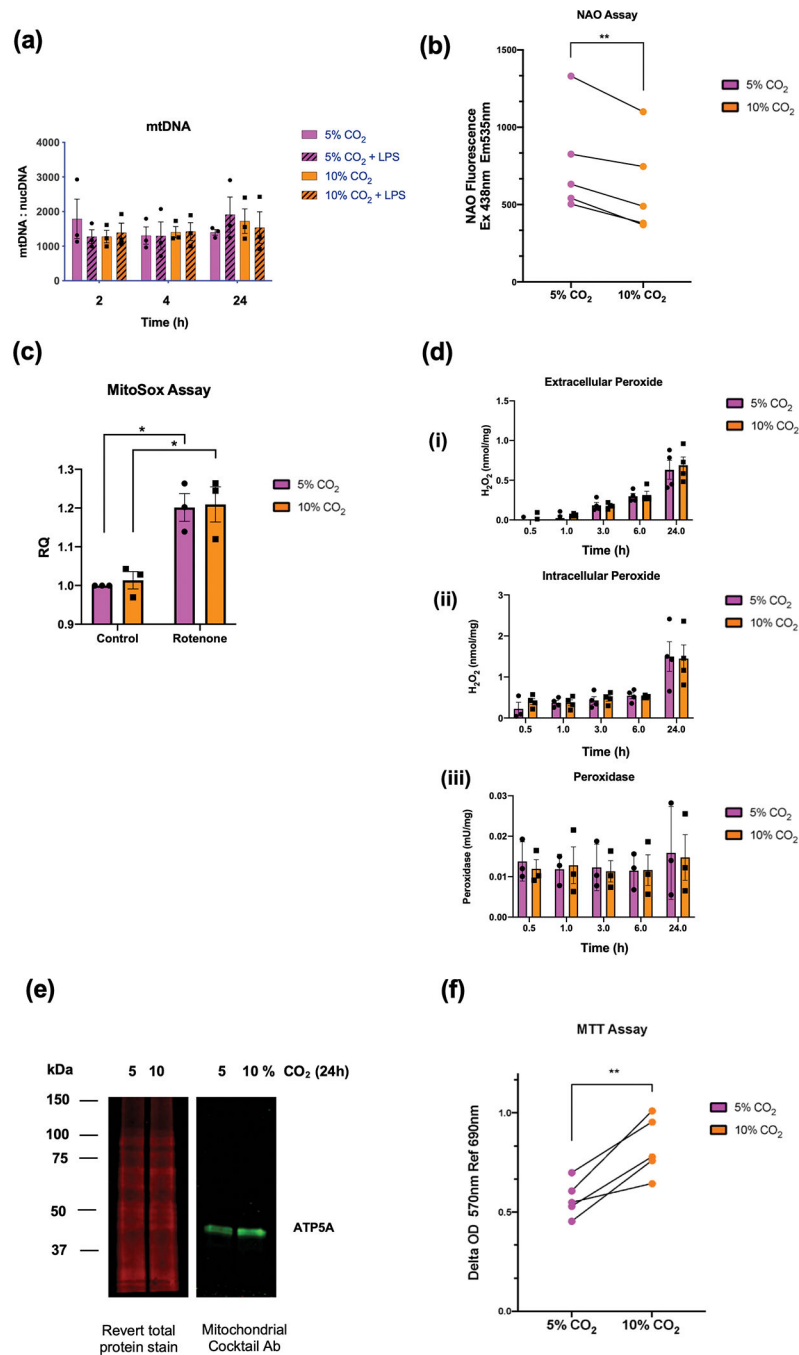 (a)
mtDNA
mtDNA : nucDNA
4000
3000
2000
1000
0
2
4
24
Time (h)
5% CO2
5% CO2 + LPS
10% CO2
10% CO2 + LPS
(b)
NAO Assay
**
NAO Fluorescence
Ex 438nm Em535nm
1500
1000
500
0
5% CO2
10% CO2
5% CO2
10% CO2
(c)
MitoSox Assay
*
*
RQ
1.3
1.2
1.1
1.0
0.9
Control
Rotenone
5% CO2
10% CO2
(d)
(i)
Extracellular Peroxide
H2O2 (nmol/mg)
1.5
1.0
0.5
0.0
0.5
1.0
3.0
6.0
24.0
Time (h)
5% CO2
10% CO2
(ii)
Intracellular Peroxide
H2O2 (nmol/mg)
3
2
1
0
0.5
1.0
3.0
6.0
24.0
Time (h)
5% CO2
10% CO2
(iii)
Peroxidase
Peroxidase (mU/mg)
0.03
0.02
0.01
0.00
0.5
1.0
3.0
6.0
24.0
Time (h)
5% CO2
10% CO2
(e)
kDa
5 10
5 10 % CO2 (24h)
150
100
75
50
37
ATP5A
Revert total
protein stain
Mitochondrial
Cocktail Ab
(f)
MTT Assay
**
Delta OD 570nm Ref 690nm
1.0
0.5
0.0
5% CO2
10% CO2
5% CO2
10% CO2